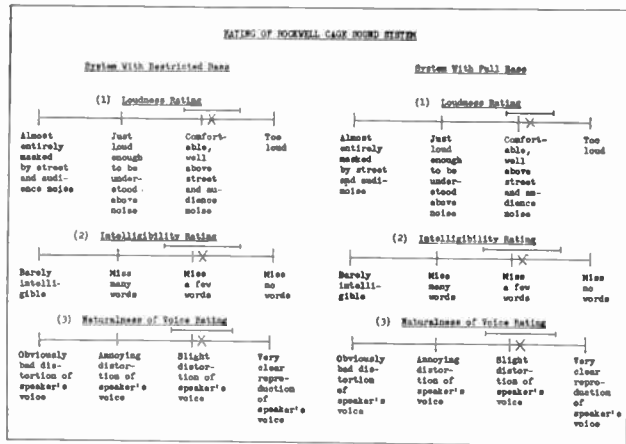 RATING OF ROCKWELL CAGE SOUND SYSTEM
System With Restricted Bass
(1) Loudness Rating
Almost
entirely
masked
by street
and audi-
ence noise
Just
loud
enough
to be
under-
stood
above
noise
Comfort-
able,
well
above
street
and au-
dience
noise
Too
loud
(2) Intelligibility Rating
Barely
intelli-
gible
Miss
many
words
Miss
a few
words
Miss
no
words
(3) Naturalness of Voice Rating
Obviously
bad dis-
tortion of
speaker's
voice
Annoying
distor-
tion of
speaker's
voice
Slight
distor-
tion of
speaker's
voice
Very
clear
repro-
duction
of
speaker's
voice
System With Full Bass
(1) Loudness Rating
Almost
entirely
masked
by street
and audi-
noise
Just
loud
enough
to be
under-
stood
above
noise
Comfort-
able,
well
above
street
and au-
dience
noise
Too
loud
(2) Intelligibility Rating
Barely
intelli-
gible
Miss
many
words
Miss
a few
words
Miss
no
words
(3) Naturalness of Voice Rating
Obviously
bad dis-
tortion of
speaker's
voice
Annoying
distor-
tion of
speaker's
voice
Slight
distor-
tion of
speaker's
voice
Very
clear
repro-
duction
of
speaker's
voice